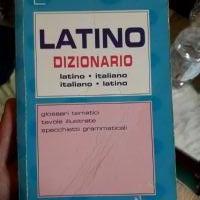 LATINO
DIZIONARIO
latino • italiano
italiano • latino
glossari tematici
tavole illustrate
specchietti grammaticali